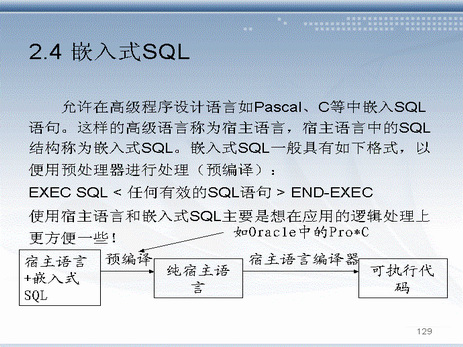 2.4 嵌入式SQL
允许在高级程序设计语言如Pascal、C等中嵌入SQL
语句。这样的高级语言称为宿主语言，宿主语言中的SQL
结构称为嵌入式SQL。嵌入式SQL一般具有如下格式，以
便用预处理器进行处理（预编译）：
EXEC SQL < 任何有效的SQL语句 > END-EXEC
使用宿主语言和嵌入式SQL主要是想在应用的逻辑处理上
更方便一些！
如Oracle中的Pro*C
宿主语言
+嵌入式
SQL
预编译
纯宿主语
言
宿主语言编译器
可执行代
码
129